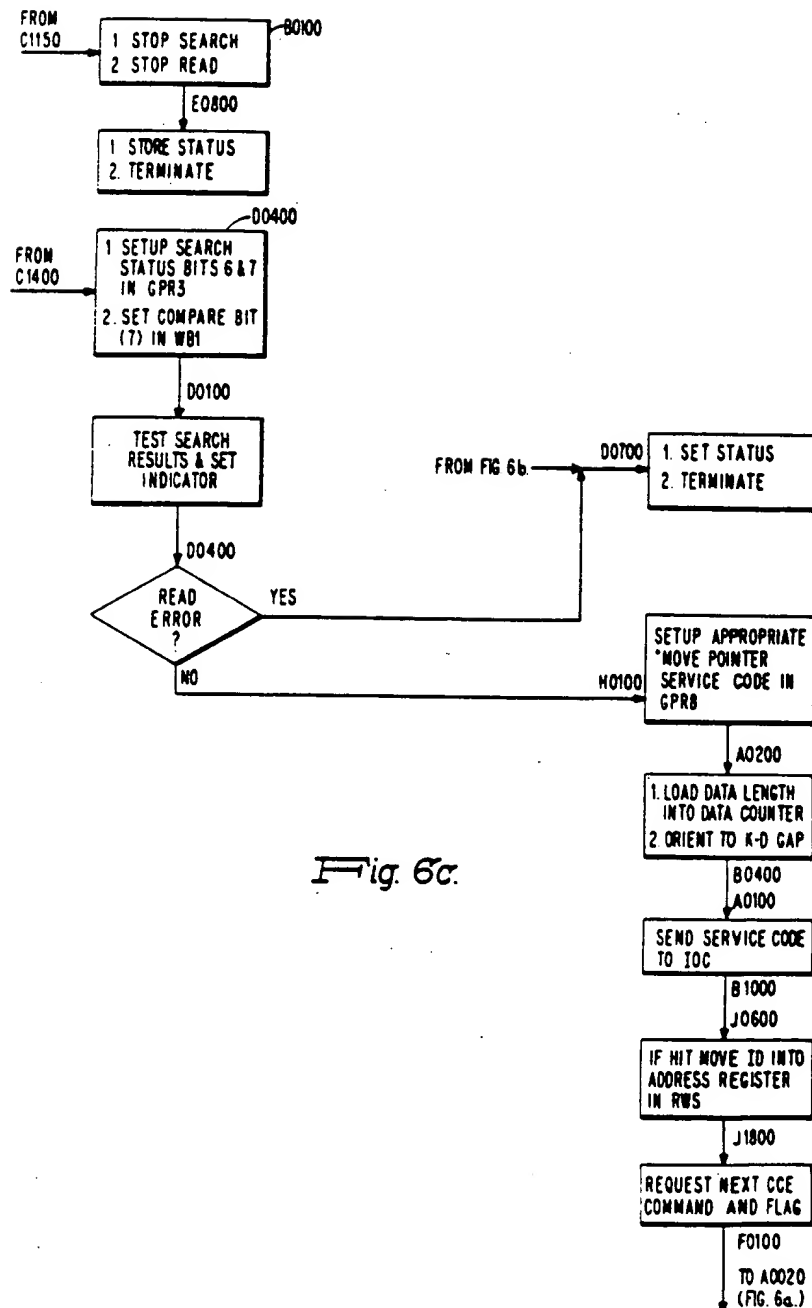 FROM
C1150
B0100
1 STOP SEARCH
2 STOP READ
E0800
1 STORE STATUS
2. TERMINATE
D0400
FROM
C1400
1 SETUP SEARCH
STATUS BITS 6&7
IN GPR3
2. SET COMPARE BIT
(7) IN WB1
D0100
TEST SEARCH
RESULTS & SET
INDICATOR
D0400
READ
ERROR
?
YES
NO
FROM FIG 6b.
D0700
1. SET STATUS
2. TERMINATE
H0100
SETUP APPROPRIATE
"MOVE POINTER
SERVICE CODE IN
GPR8
A0200
1. LOAD DATA LENGTH
INTO DATA COUNTER
2. ORIENT TO K-D GAP
B0400
A0100
SEND SERVICE CODE
TO IOC
B1000
J0600
IF HIT MOVE ID INTO
ADDRESS REGISTER
IN RWS
J1800
REQUEST NEXT CCE
COMMAND AND FLAG
F0100
TO A0020
(FIG. 6a.)
Fig. 6c.